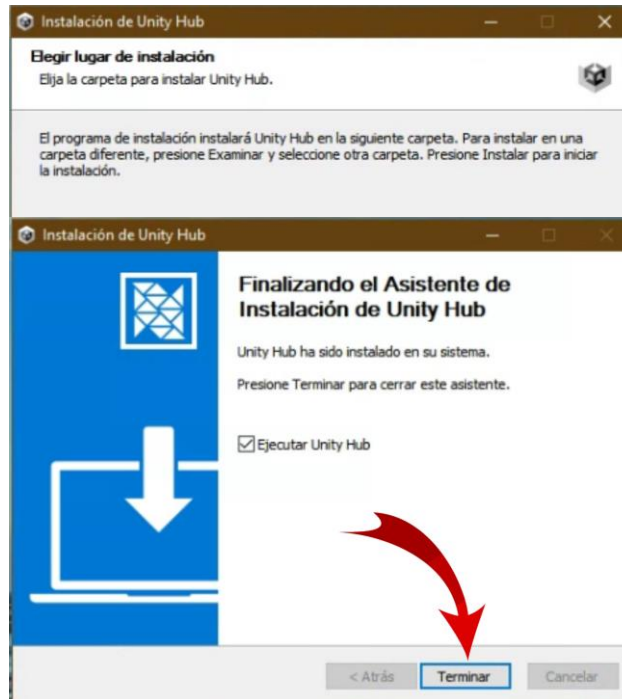 Instalación de Unity Hub
Elegir lugar de instalación
Elija la carpeta para instalar Unity Hub.
El programa de instalación instalará Unity Hub en la siguiente carpeta. Para instalar en una
carpeta diferente, presione Examinar y seleccione otra carpeta. Presione Instalar para iniciar
la instalación.
Instalación de Unity Hub
Finalizando el Asistente de
Instalación de Unity Hub
Unity Hub ha sido instalado en su sistema.
Presione Terminar para cerrar este asistente.
Ejecutar Unity Hub
< Atrás Terminar Cancelar